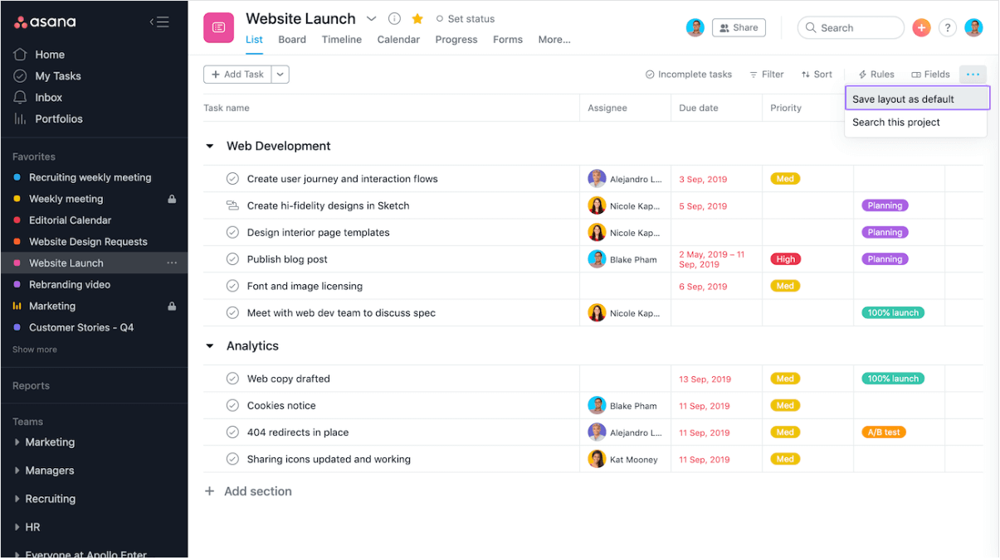 asana
Home
My Tasks
Inbox
Portfolios
Favorites
Recruiting weekly meeting
Weekly meeting
Editorial Calendar
Website Design Requests
Website Launch
Rebranding video
Marketing
Customer Stories - Q4
Show more
Reports
Teams
Marketing
Managers
Recruiting
HR
Everyone at Apollo Enter...
Website Launch
Set status
List Board Timeline Calendar Progress Forms More...
Share
Search
?
+ Add Task
Incomplete tasks Filter Sort Rules Fields
Save layout as default
Search this project
Task name Assignee Due date Priority
Web Development
Create user journey and interaction flows Alejandro L... 3 Sep, 2019 Med
Create hi-fidelity designs in Sketch Nicole Kap... 5 Sep, 2019 Planning
Design interior page templates Nicole Kap... Planning
Publish blog post Blake Pham 2 May, 2019 – 11 High Planning
Sep, 2019
Font and image licensing 6 Sep, 2019 Med
Meet with web dev team to discuss spec Nicole Kap... 100% launch
Analytics
Web copy drafted 13 Sep, 2019 Med 100% launch
Cookies notice Blake Pham 11 Sep, 2019 Med
404 redirects in place Alejandro L... 11 Sep, 2019 Med A/B test
Sharing icons updated and working Kat Mooney 11 Sep, 2019 Med
+ Add section